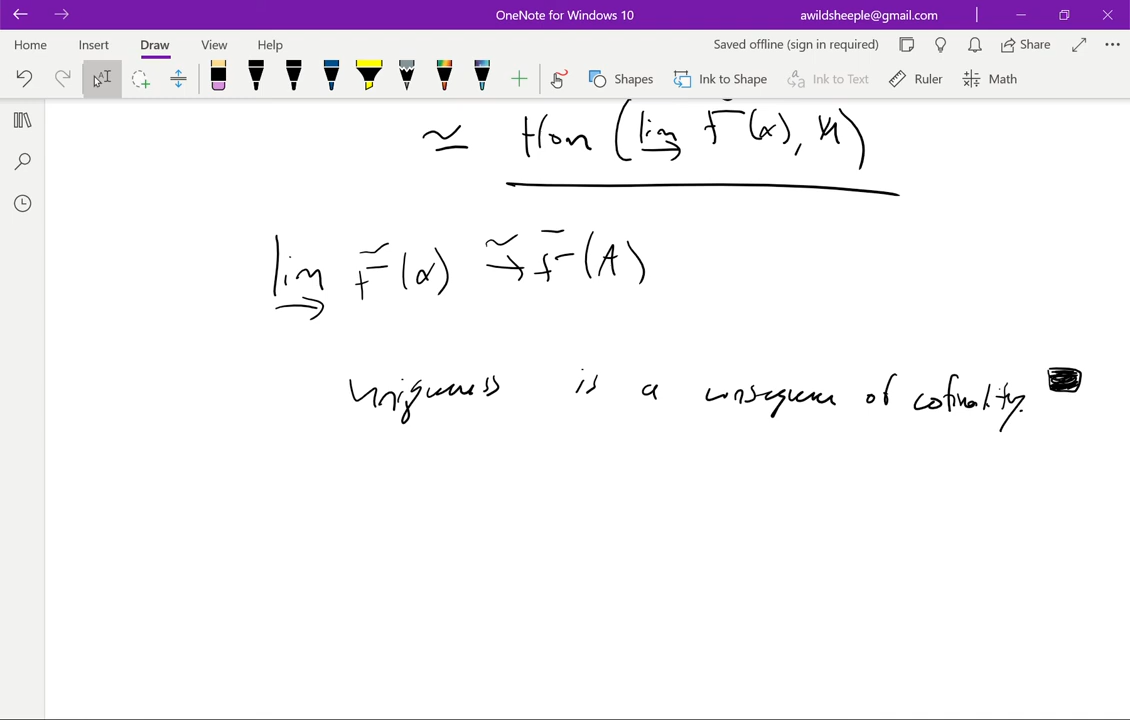 OneNote for Windows 10
awildsheeple@gmail.com
Home Insert Draw View Help
Saved offline (sign in required)
Share
Shapes
Ink to Shape
Ink to Text
Ruler
Math
≃ Hom (lim F(α), X)
lim F̃(α) ⥲ F̄(A)
uniqueness is a consequence of cofinality.